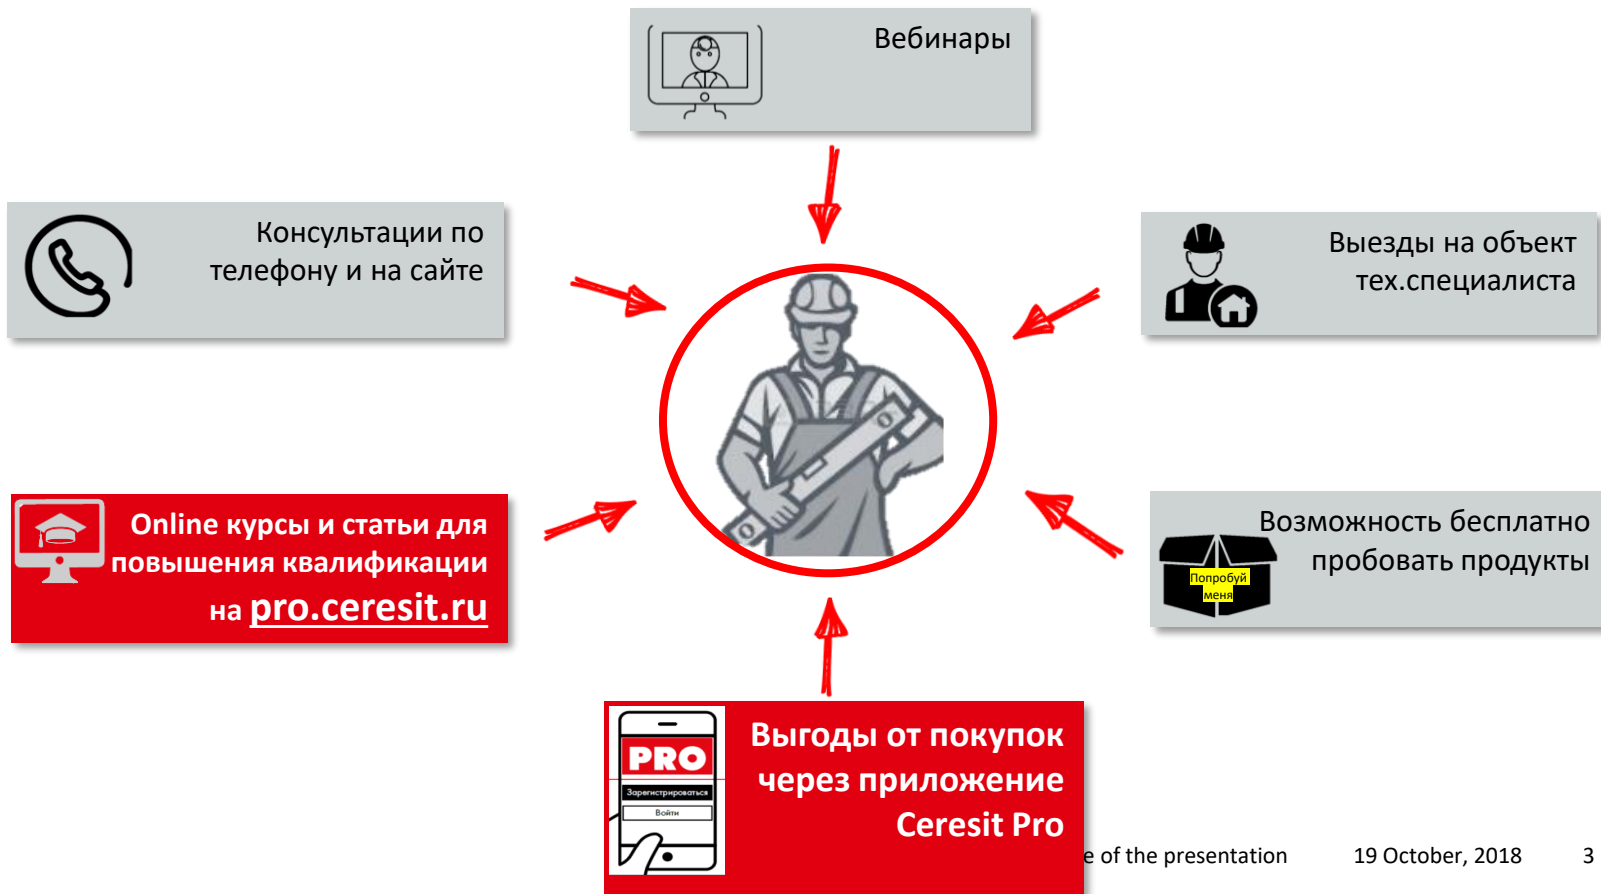 Вебинары
Консультации по
телефону и на сайте
Выезды на объект
тех.специалиста
Online курсы и статьи для
повышения квалификации
на pro.ceresit.ru
Возможность бесплатно
пробовать продукты
Попробуй
меня
PRO
Зарегистрироваться
Войти
Выгоды от покупок
через приложение
Ceresit Pro
e of the presentation 19 October, 2018 3